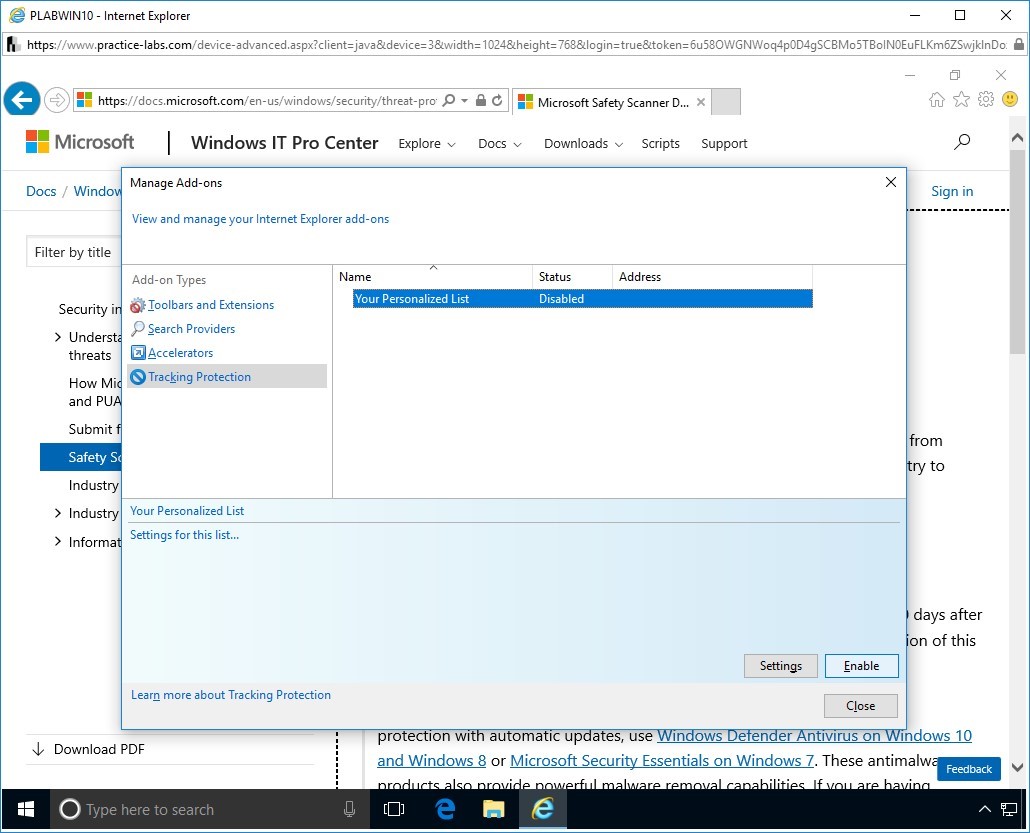 PLABWIN10 - Internet Explorer
https://www.practice-labs.com/device-advanced.aspx?client=java&device=3&width=1024&height=768&login=true&token=6u58OWGNWoq4p0D4gSCBMo5TBolN0EuFLKm6ZSwjkInDo
https://docs.microsoft.com/en-us/windows/security/threat-pro
Microsoft Safety Scanner D...
Microsoft
Windows IT Pro Center
Explore
Docs
Downloads
Scripts
Support
Docs / Window
Sign in
Filter by title
Security in
Understa
threats
How Mic
and PUA
Submit f
Safety Sc
Industry
Industry
Informat
Download PDF
Manage Add-ons
View and manage your Internet Explorer add-ons
Add-on Types
Toolbars and Extensions
Search Providers
Accelerators
Tracking Protection
Name Status Address
Your Personalized List Disabled
Your Personalized List
Settings for this list...
Settings
Enable
Learn more about Tracking Protection
Close
from
try to
days after
ion of this
protection with automatic updates, use Windows Defender Antivirus on Windows 10
and Windows 8 or Microsoft Security Essentials on Windows 7. These antimalwa
products also provide powerful malware removal capabilities. If you are having
Feedback
Type here to search